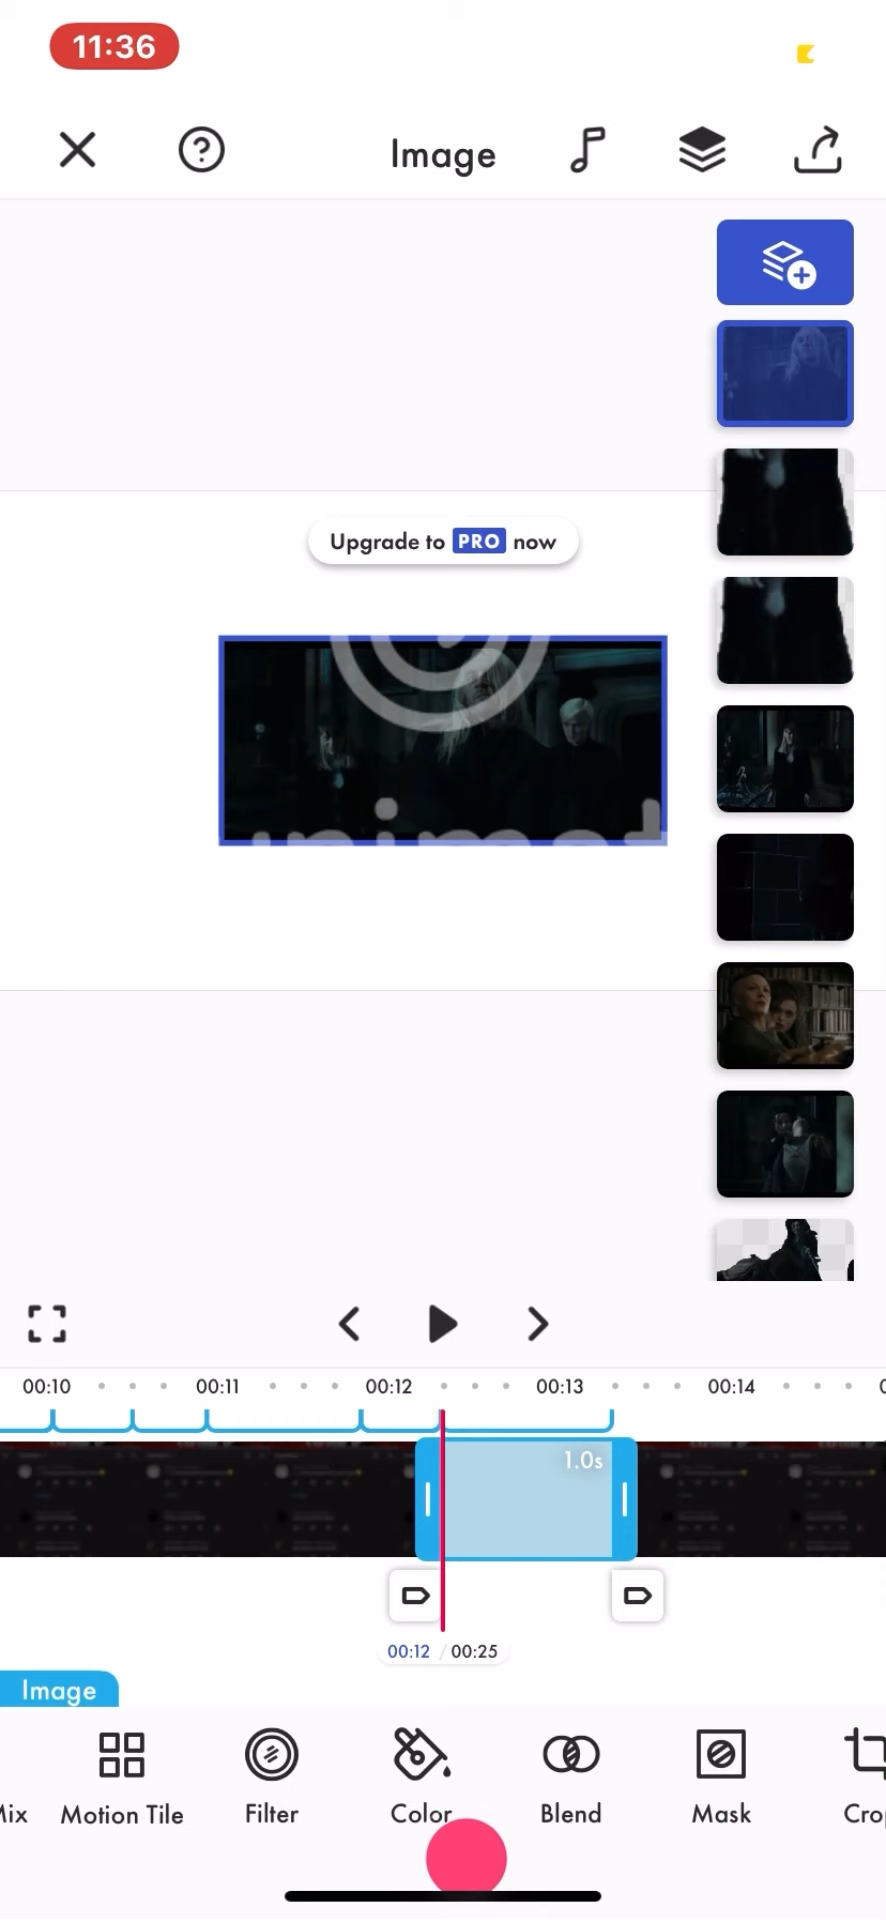 11:36
Image
Upgrade to PRO now
00:10
00:11
00:12
00:13
00:14
1.0s
00:12 / 00:25
Image
Mix
Motion Tile
Filter
Color
Blend
Mask
Cro